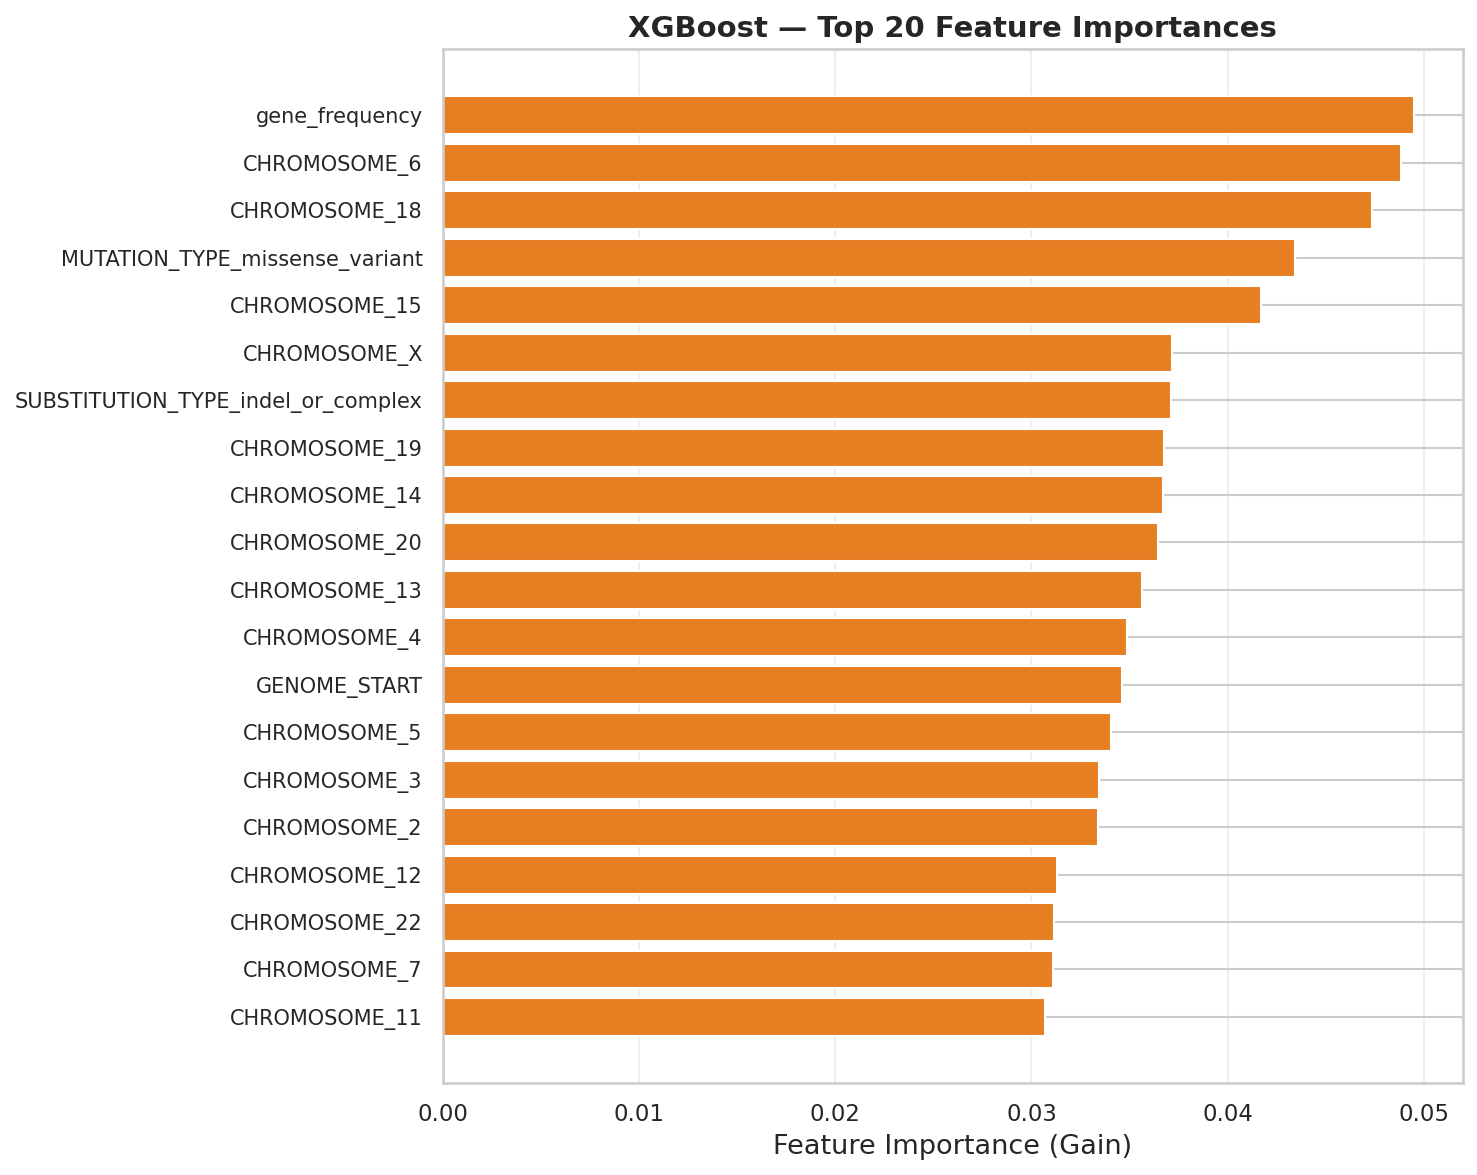 XGBoost — Top 20 Feature Importances
gene_frequency
CHROMOSOME_6
CHROMOSOME_18
MUTATION_TYPE_missense_variant
CHROMOSOME_15
CHROMOSOME_X
SUBSTITUTION_TYPE_indel_or_complex
CHROMOSOME_19
CHROMOSOME_14
CHROMOSOME_20
CHROMOSOME_13
CHROMOSOME_4
GENOME_START
CHROMOSOME_5
CHROMOSOME_3
CHROMOSOME_2
CHROMOSOME_12
CHROMOSOME_22
CHROMOSOME_7
CHROMOSOME_11
0.00 0.01 0.02 0.03 0.04 0.05
Feature Importance (Gain)